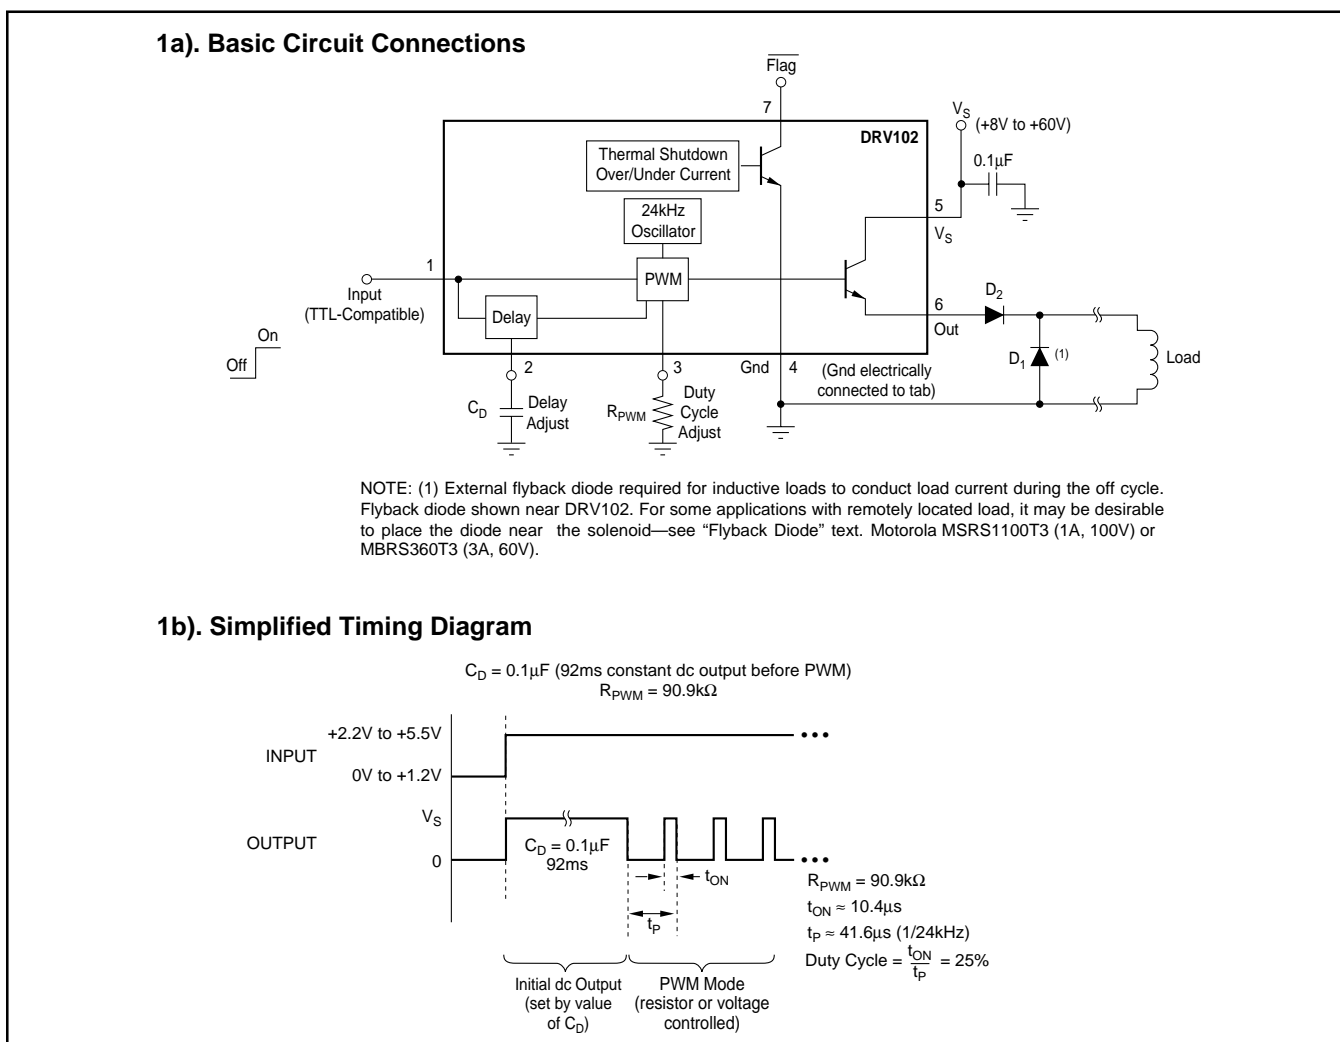 1a). Basic Circuit Connections
Flag
7
DRV102
V_S
(+8V to +60V)
0.1µF
Thermal Shutdown
Over/Under Current
24kHz
Oscillator
5
V_S
1
PWM
Input
(TTL-Compatible)
Delay
6
Out
D_2
D_1
(1)
Load
On
Off
2
3
Gnd
4
(Gnd electrically
connected to tab)
C_D
Delay
Adjust
R_PWM
Duty
Cycle
Adjust
NOTE: (1) External flyback diode required for inductive loads to conduct load current during the off cycle.
Flyback diode shown near DRV102. For some applications with remotely located load, it may be desirable
to place the diode near the solenoid—see “Flyback Diode” text. Motorola MSRS1100T3 (1A, 100V) or
MBRS360T3 (3A, 60V).
1b). Simplified Timing Diagram
C_D = 0.1µF (92ms constant dc output before PWM)
R_PWM = 90.9kΩ
+2.2V to +5.5V
INPUT
0V to +1.2V
V_S
OUTPUT
0
C_D = 0.1µF
92ms
t_ON
t_P
R_PWM = 90.9kΩ
t_ON ≈ 10.4µs
t_P ≈ 41.6µs (1/24kHz)
Duty Cycle = t_ON/t_P = 25%
Initial dc Output
(set by value
of C_D)
PWM Mode
(resistor or voltage
controlled)